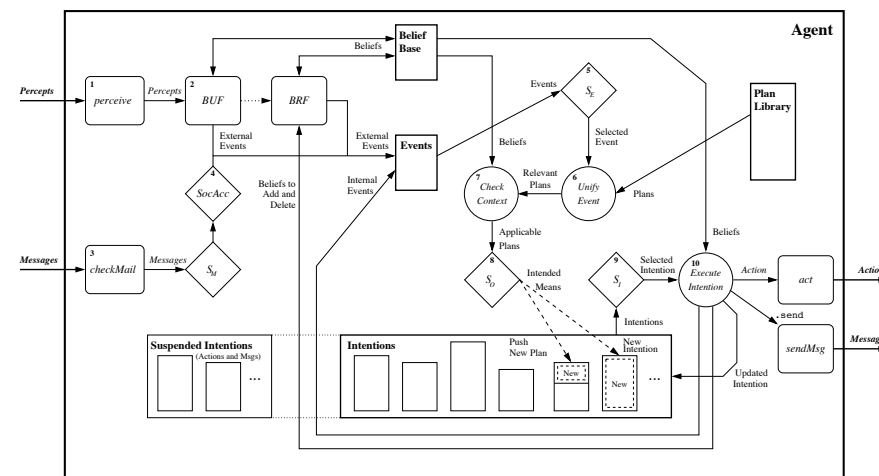 Agent
Belief
Base
Beliefs
Percepts
1
perceive
Percepts
2
BUF
BRF
5
S_E
Events
Plan
Library
External
Events
External
Events
Events
Beliefs
Selected
Event
4
SocAcc
Beliefs to
Add and
Delete
Internal
Events
7
Check
Context
Relevant
Plans
6
Unify
Event
Plans
Applicable
Plans
Beliefs
Messages
3
checkMail
Messages
S_M
8
S_O
Intended
Means
9
S_I
Selected
Intention
10
Execute
Intention
Action
act
.send
sendMsg
Intentions
Suspended Intentions
(Actions and Msgs)
...
Intentions
Push
New Plan
New
Intention
New
New
...
Updated
Intention